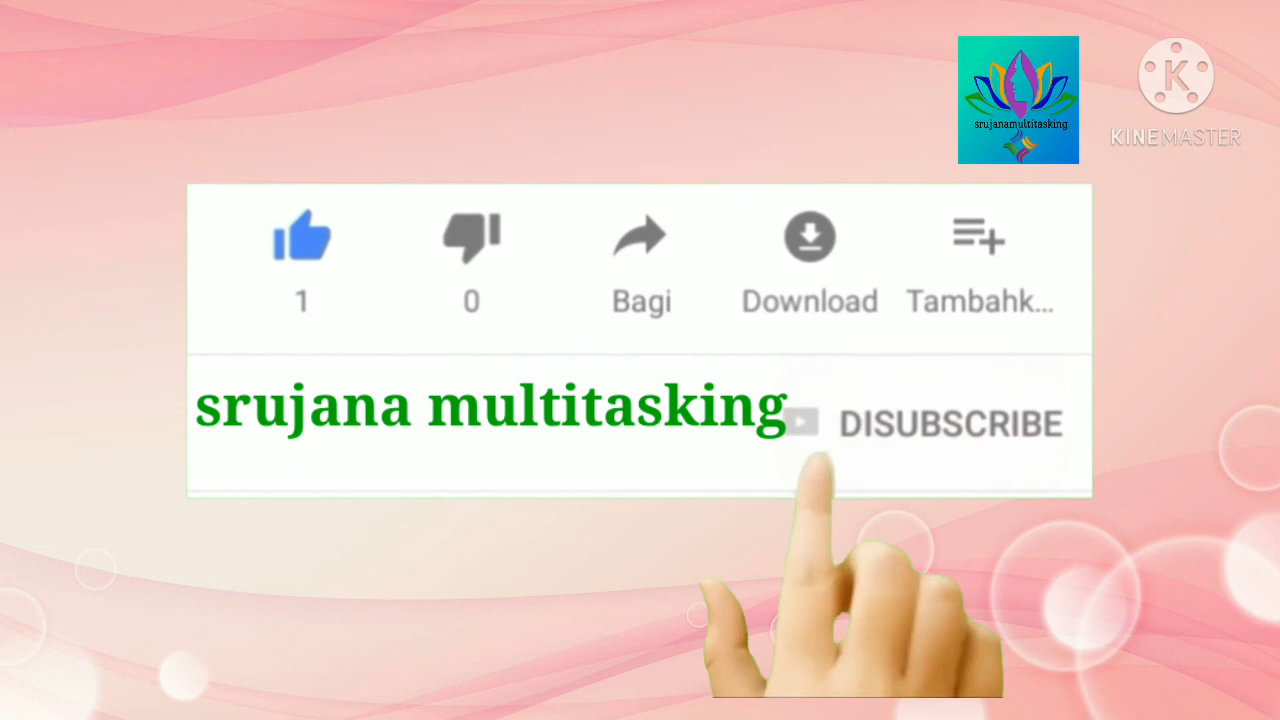 srujanamultitasking
KINEMASTER
1 0 Bagi Download Tambahk...
srujana multitasking DISUBSCRIBE